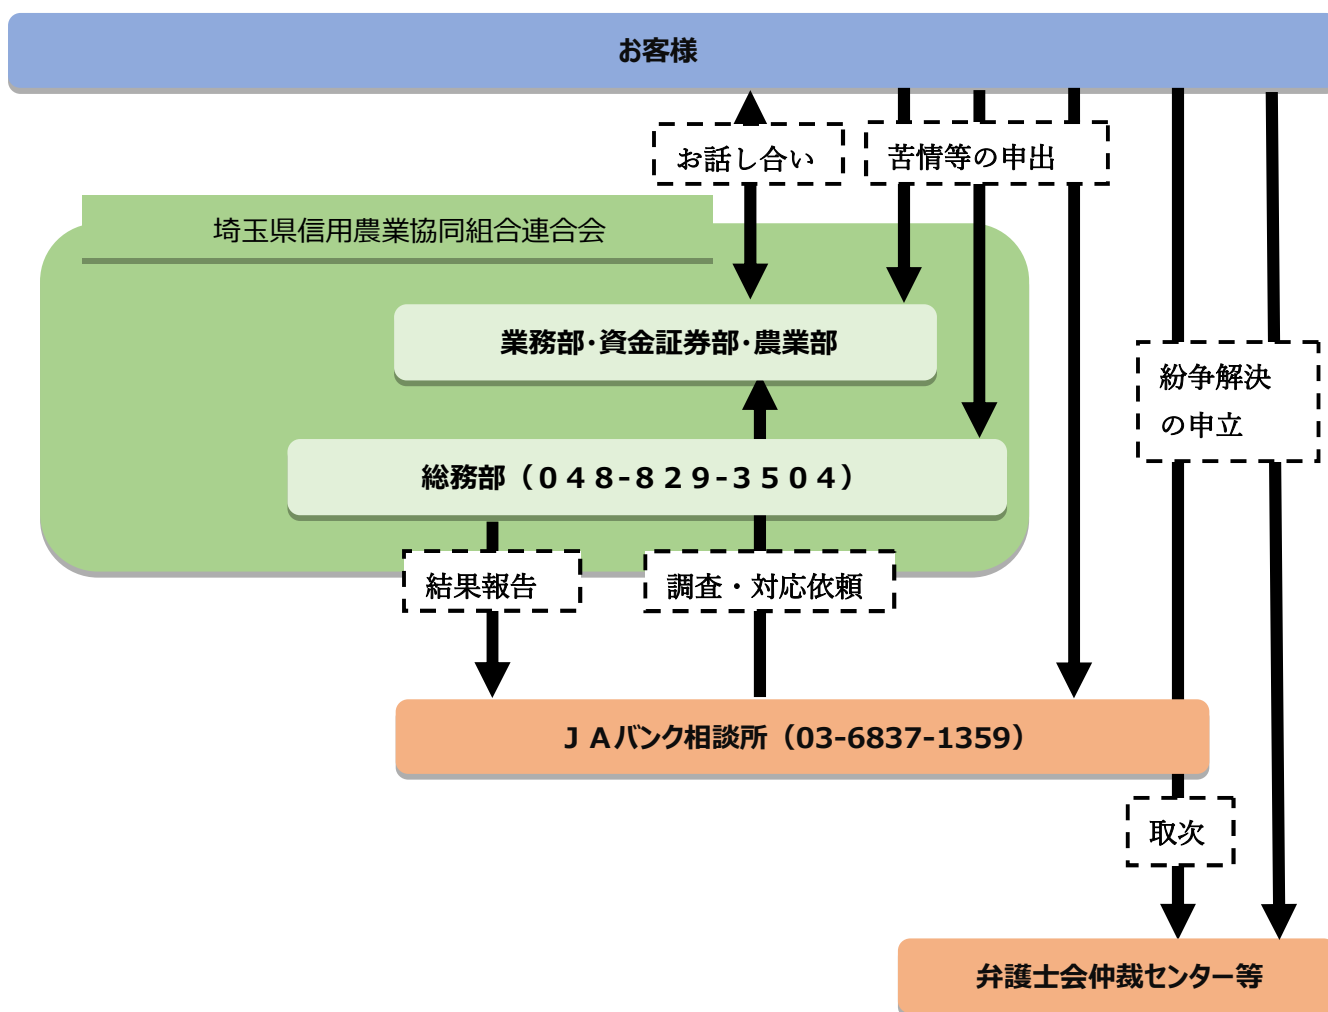 お客様
お話し合い
苦情等の申出
埼玉県信用農業協同組合連合会
業務部・資金証券部・農業部
紛争解決
の申立
総務部（０４８-８２９-３５０４）
結果報告
調査・対応依頼
ＪＡバンク相談所（03-6837-1359）
取次
弁護士会仲裁センター等